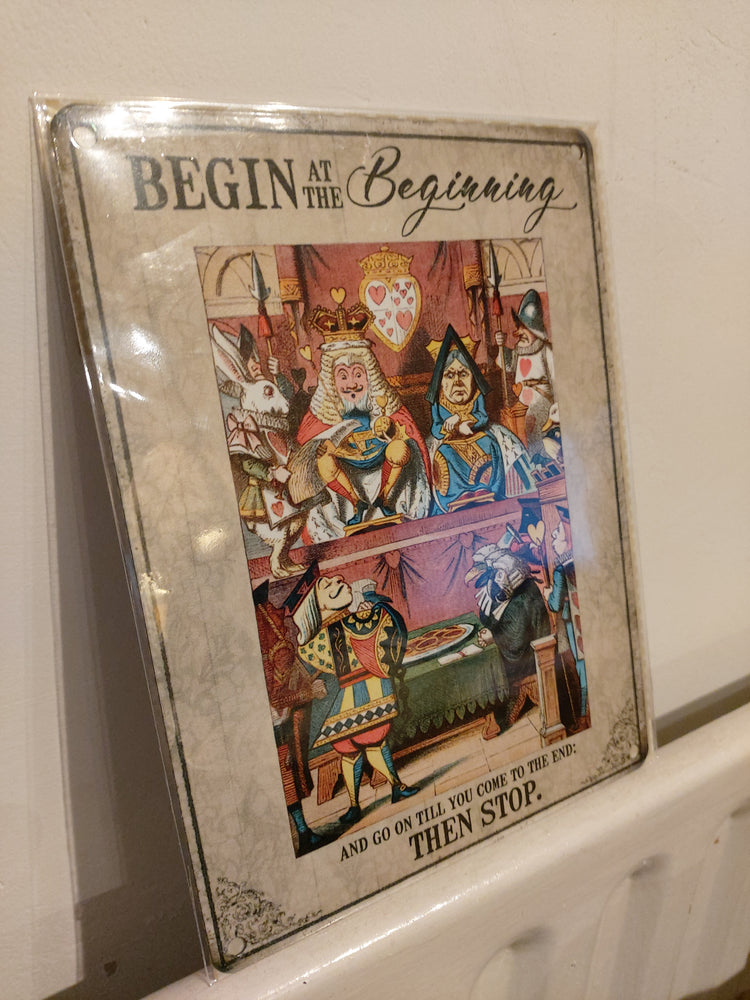 BEGIN AT THE Beginning
AND GO ON TILL YOU COME TO THE END:
THEN STOP.